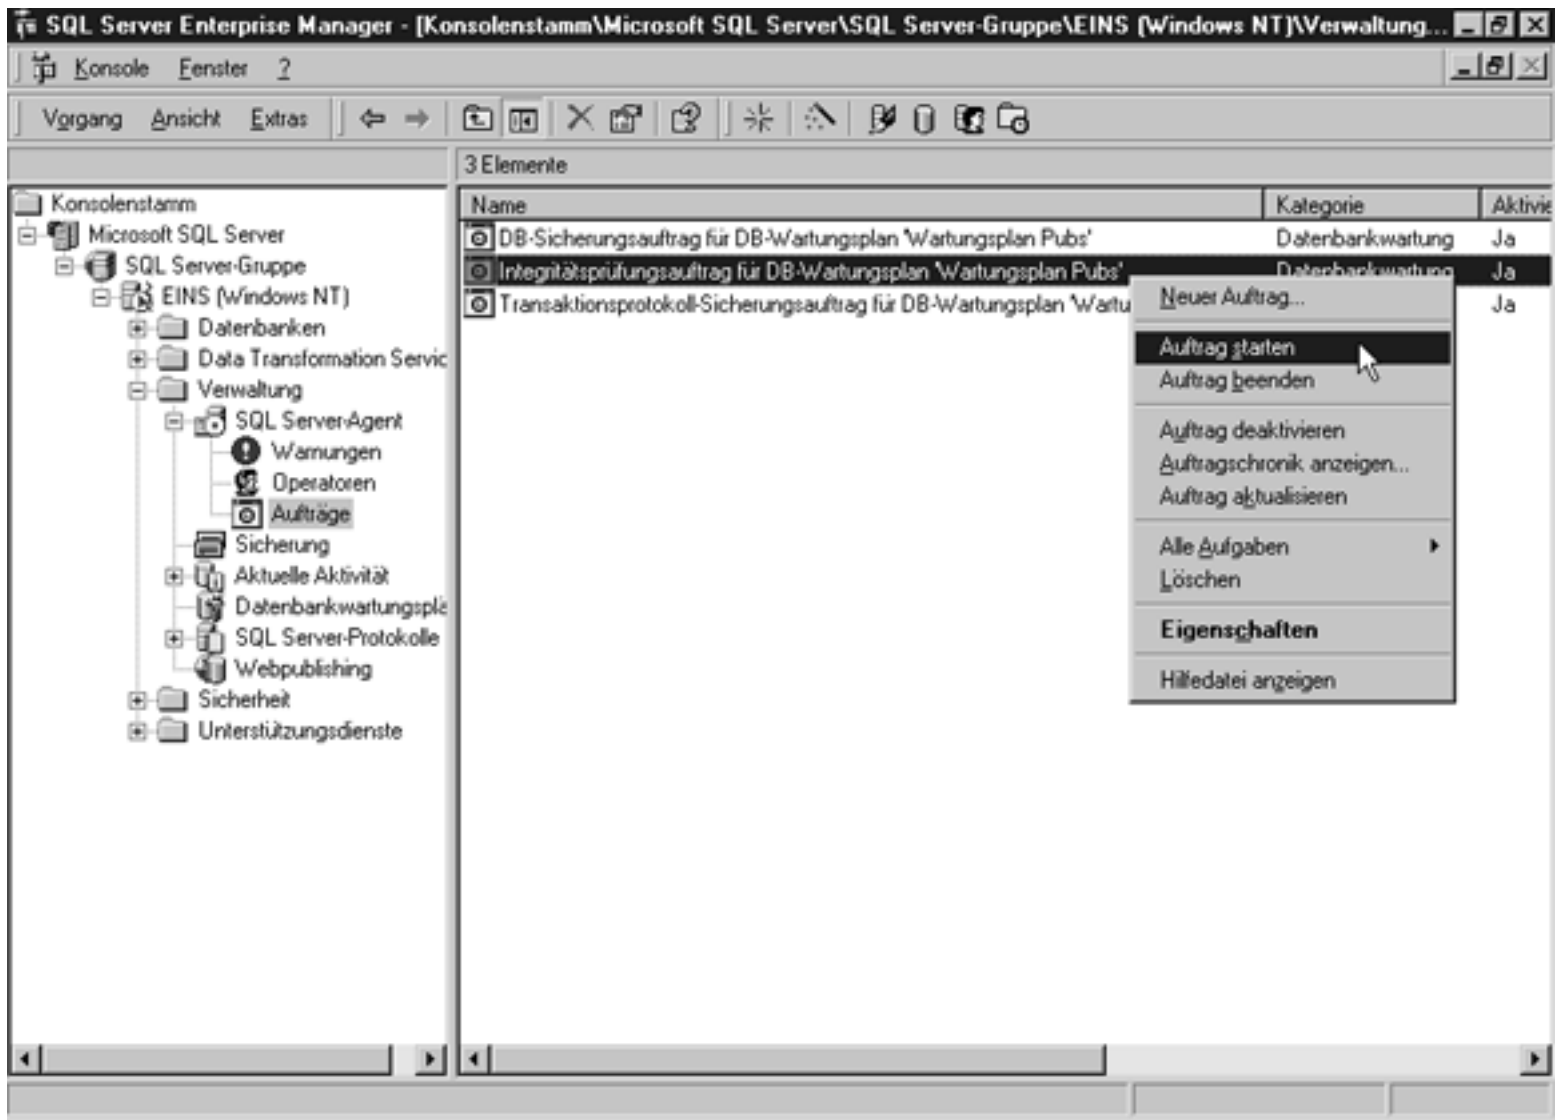 SQL Server Enterprise Manager - [Konsolenstamm\Microsoft SQL Server\SQL Server-Gruppe\EINS (Windows NT)\Verwaltung...
Konsole Fenster ?
Vorgang Ansicht Extras
3 Elemente
Konsolenstamm
Microsoft SQL Server
SQL Server-Gruppe
EINS (Windows NT)
Datenbanken
Data Transformation Servic
Verwaltung
SQL Server-Agent
Warnungen
Operatoren
Aufträge
Sicherung
Aktuelle Aktivität
Datenbankwartungsplä
SQL Server-Protokolle
Webpublishing
Sicherheit
Unterstützungsdienste
Name Kategorie Aktivie
DB-Sicherungsauftrag für DB-Wartungsplan 'Wartungsplan Pubs' Datenbankwartung Ja
Integritätsprüfungsauftrag für DB-Wartungsplan 'Wartungsplan Pubs' Datenbankwartung Ja
Transaktionsprotokoll-Sicherungsauftrag für DB-Wartungsplan 'Wartu Ja
Neuer Auftrag...
Auftrag starten
Auftrag beenden
Auftrag deaktivieren
Auftragschronik anzeigen...
Auftrag aktualisieren
Alle Aufgaben
Löschen
Eigenschaften
Hilfedatei anzeigen